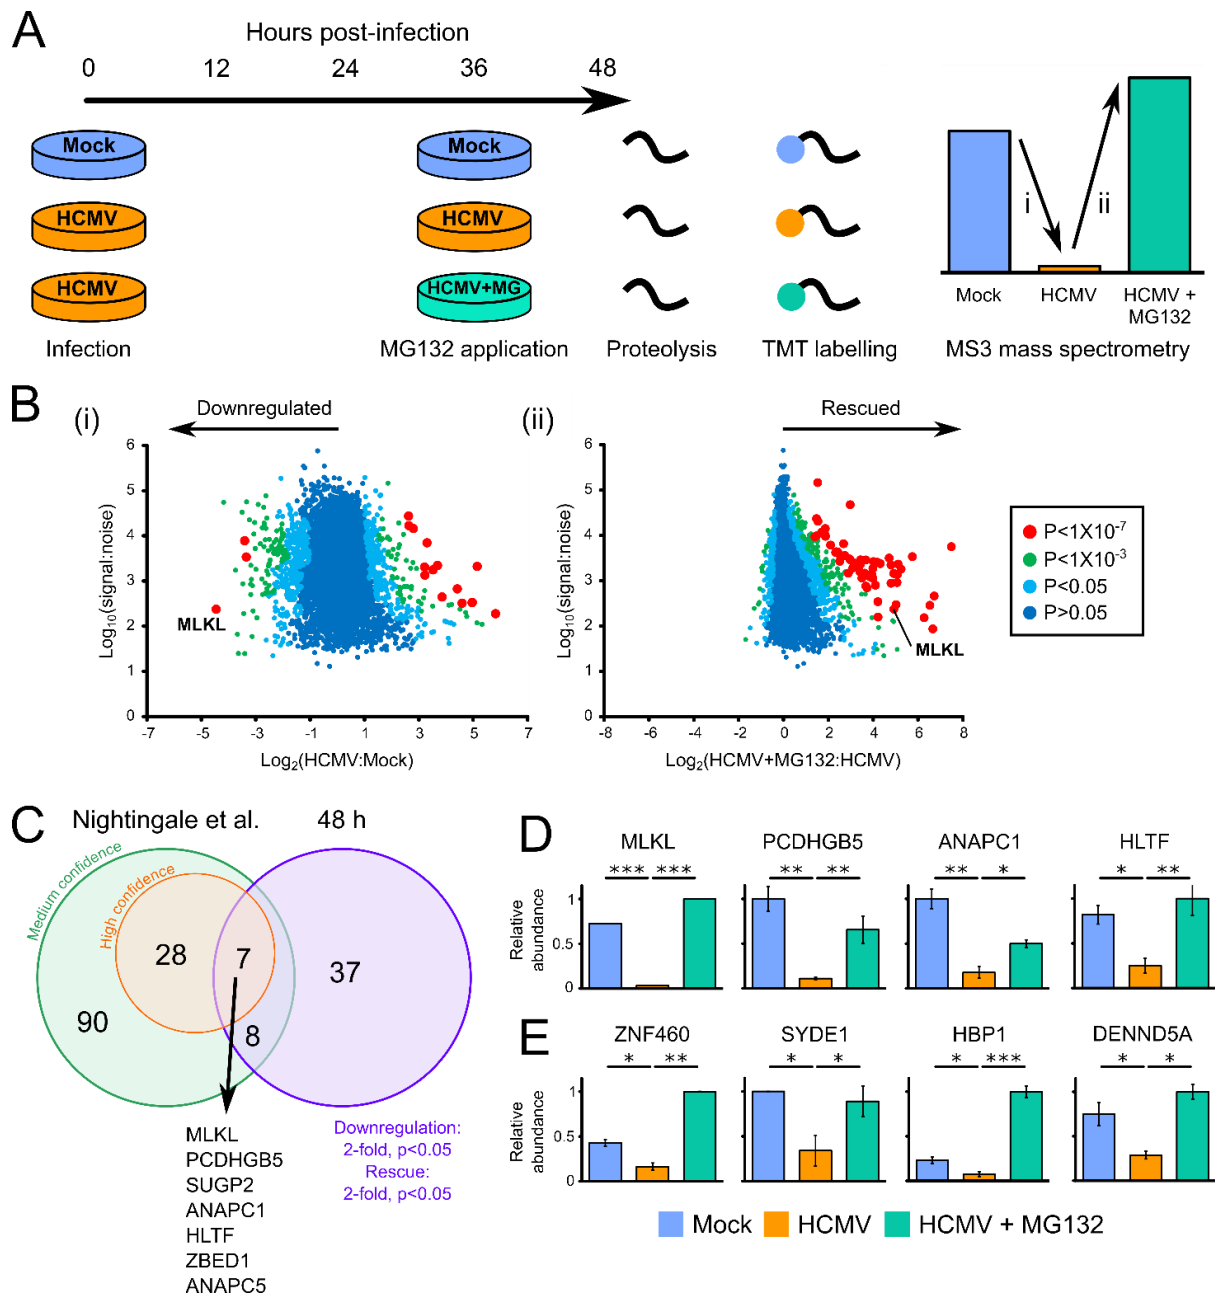 A
Hours post-infection
0 12 24 36 48
Mock Mock
HCMV HCMV
HCMV HCMV+MG
i ii
Mock HCMV HCMV +
MG132
Infection MG132 application Proteolysis TMT labelling MS3 mass spectrometry
B
(i) Downregulated
Log10(signal:noise)
6
5
4
3
2
1
0
MLKL
-7 -5 -3 -1 1 3 5 7
Log2(HCMV:Mock)
(ii) Rescued
Log10(signal:noise)
6
5
4
3
2
1
0
MLKL
-8 -6 -4 -2 0 2 4 6 8
Log2(HCMV+MG132:HCMV)
P<1X10-7
P<1X10-3
P<0.05
P>0.05
C
Nightingale et al. 48 h
Medium confidence
High confidence
28 7 37
90 8
MLKL
PCDHGB5
SUGP2
ANAPC1
HLTF
ZBED1
ANAPC5
Downregulation:
2-fold, p<0.05
Rescue:
2-fold, p<0.05
D
MLKL PCDHGB5 ANAPC1 HLTF
*** *** ** ** ** * * **
Relative
abundance
1
0.5
0
E
ZNF460 SYDE1 HBP1 DENND5A
* ** * * * *** * *
Relative
abundance
1
0.5
0
Mock HCMV HCMV + MG132